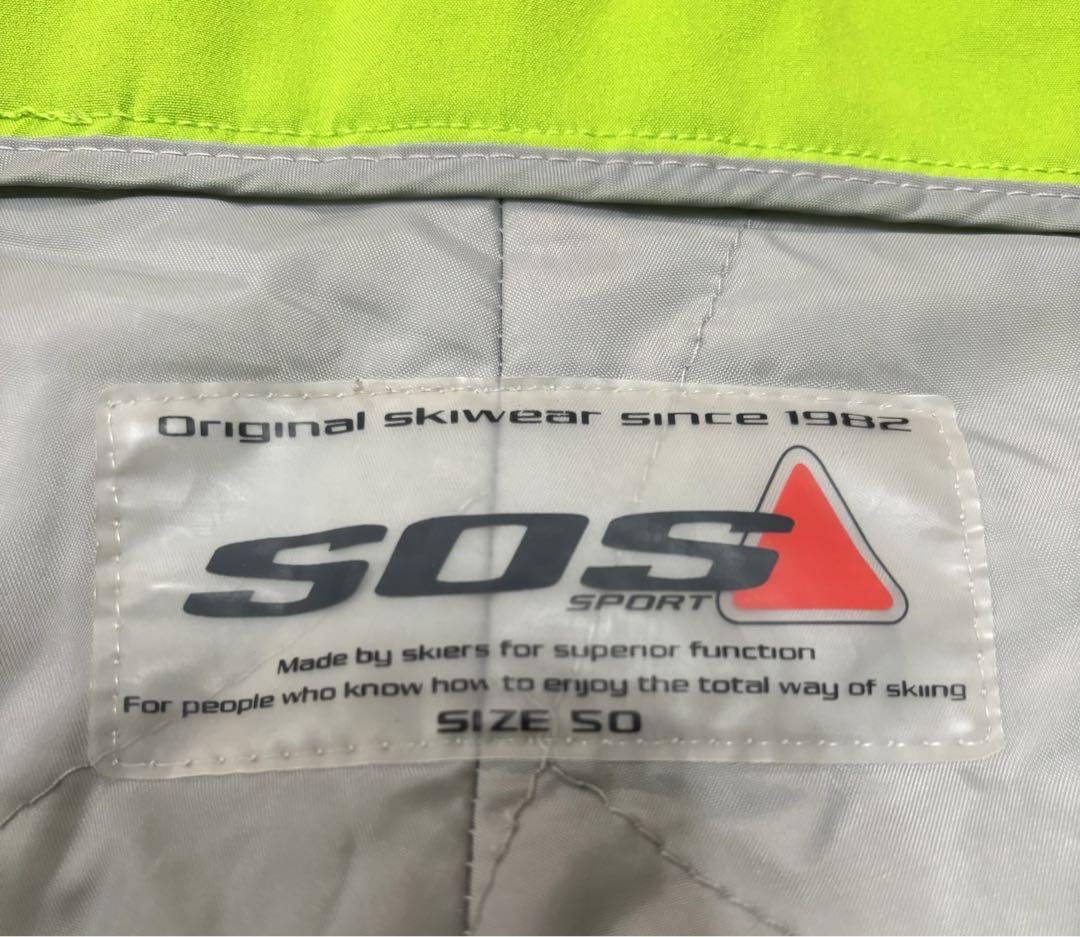 Original skiwear since 1982
SOS
SPORT
Made by skiers for superior function
For people who know how to enjoy the total way of skiing
SIZE 50